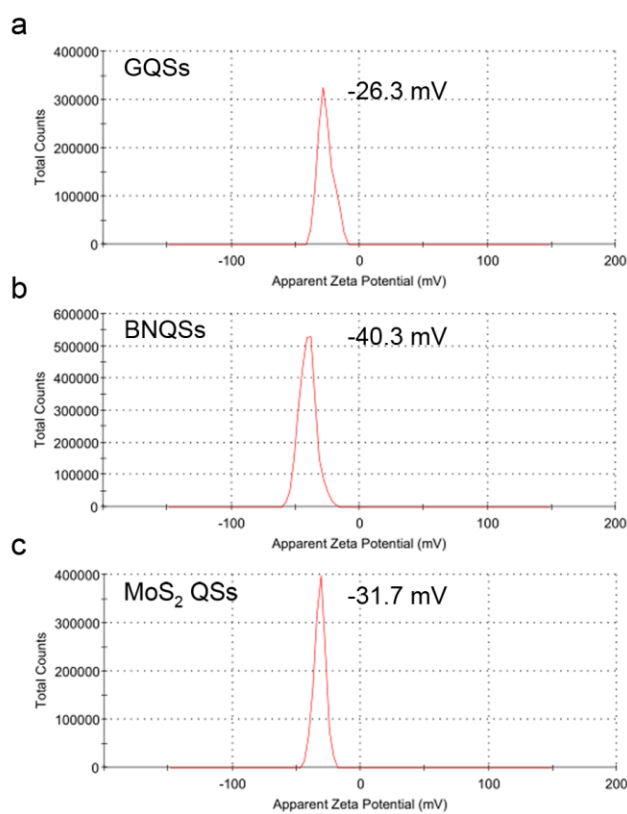 a
400000
GQSs
-26.3 mV
300000
Total Counts
200000
100000
0
-100
0
100
200
Apparent Zeta Potential (mV)
b
600000
BNQSs
-40.3 mV
500000
400000
Total Counts
300000
200000
100000
0
-100
0
100
200
Apparent Zeta Potential (mV)
c
400000
MoS₂ QSs
-31.7 mV
300000
Total Counts
200000
100000
0
-100
0
100
200
Apparent Zeta Potential (mV)